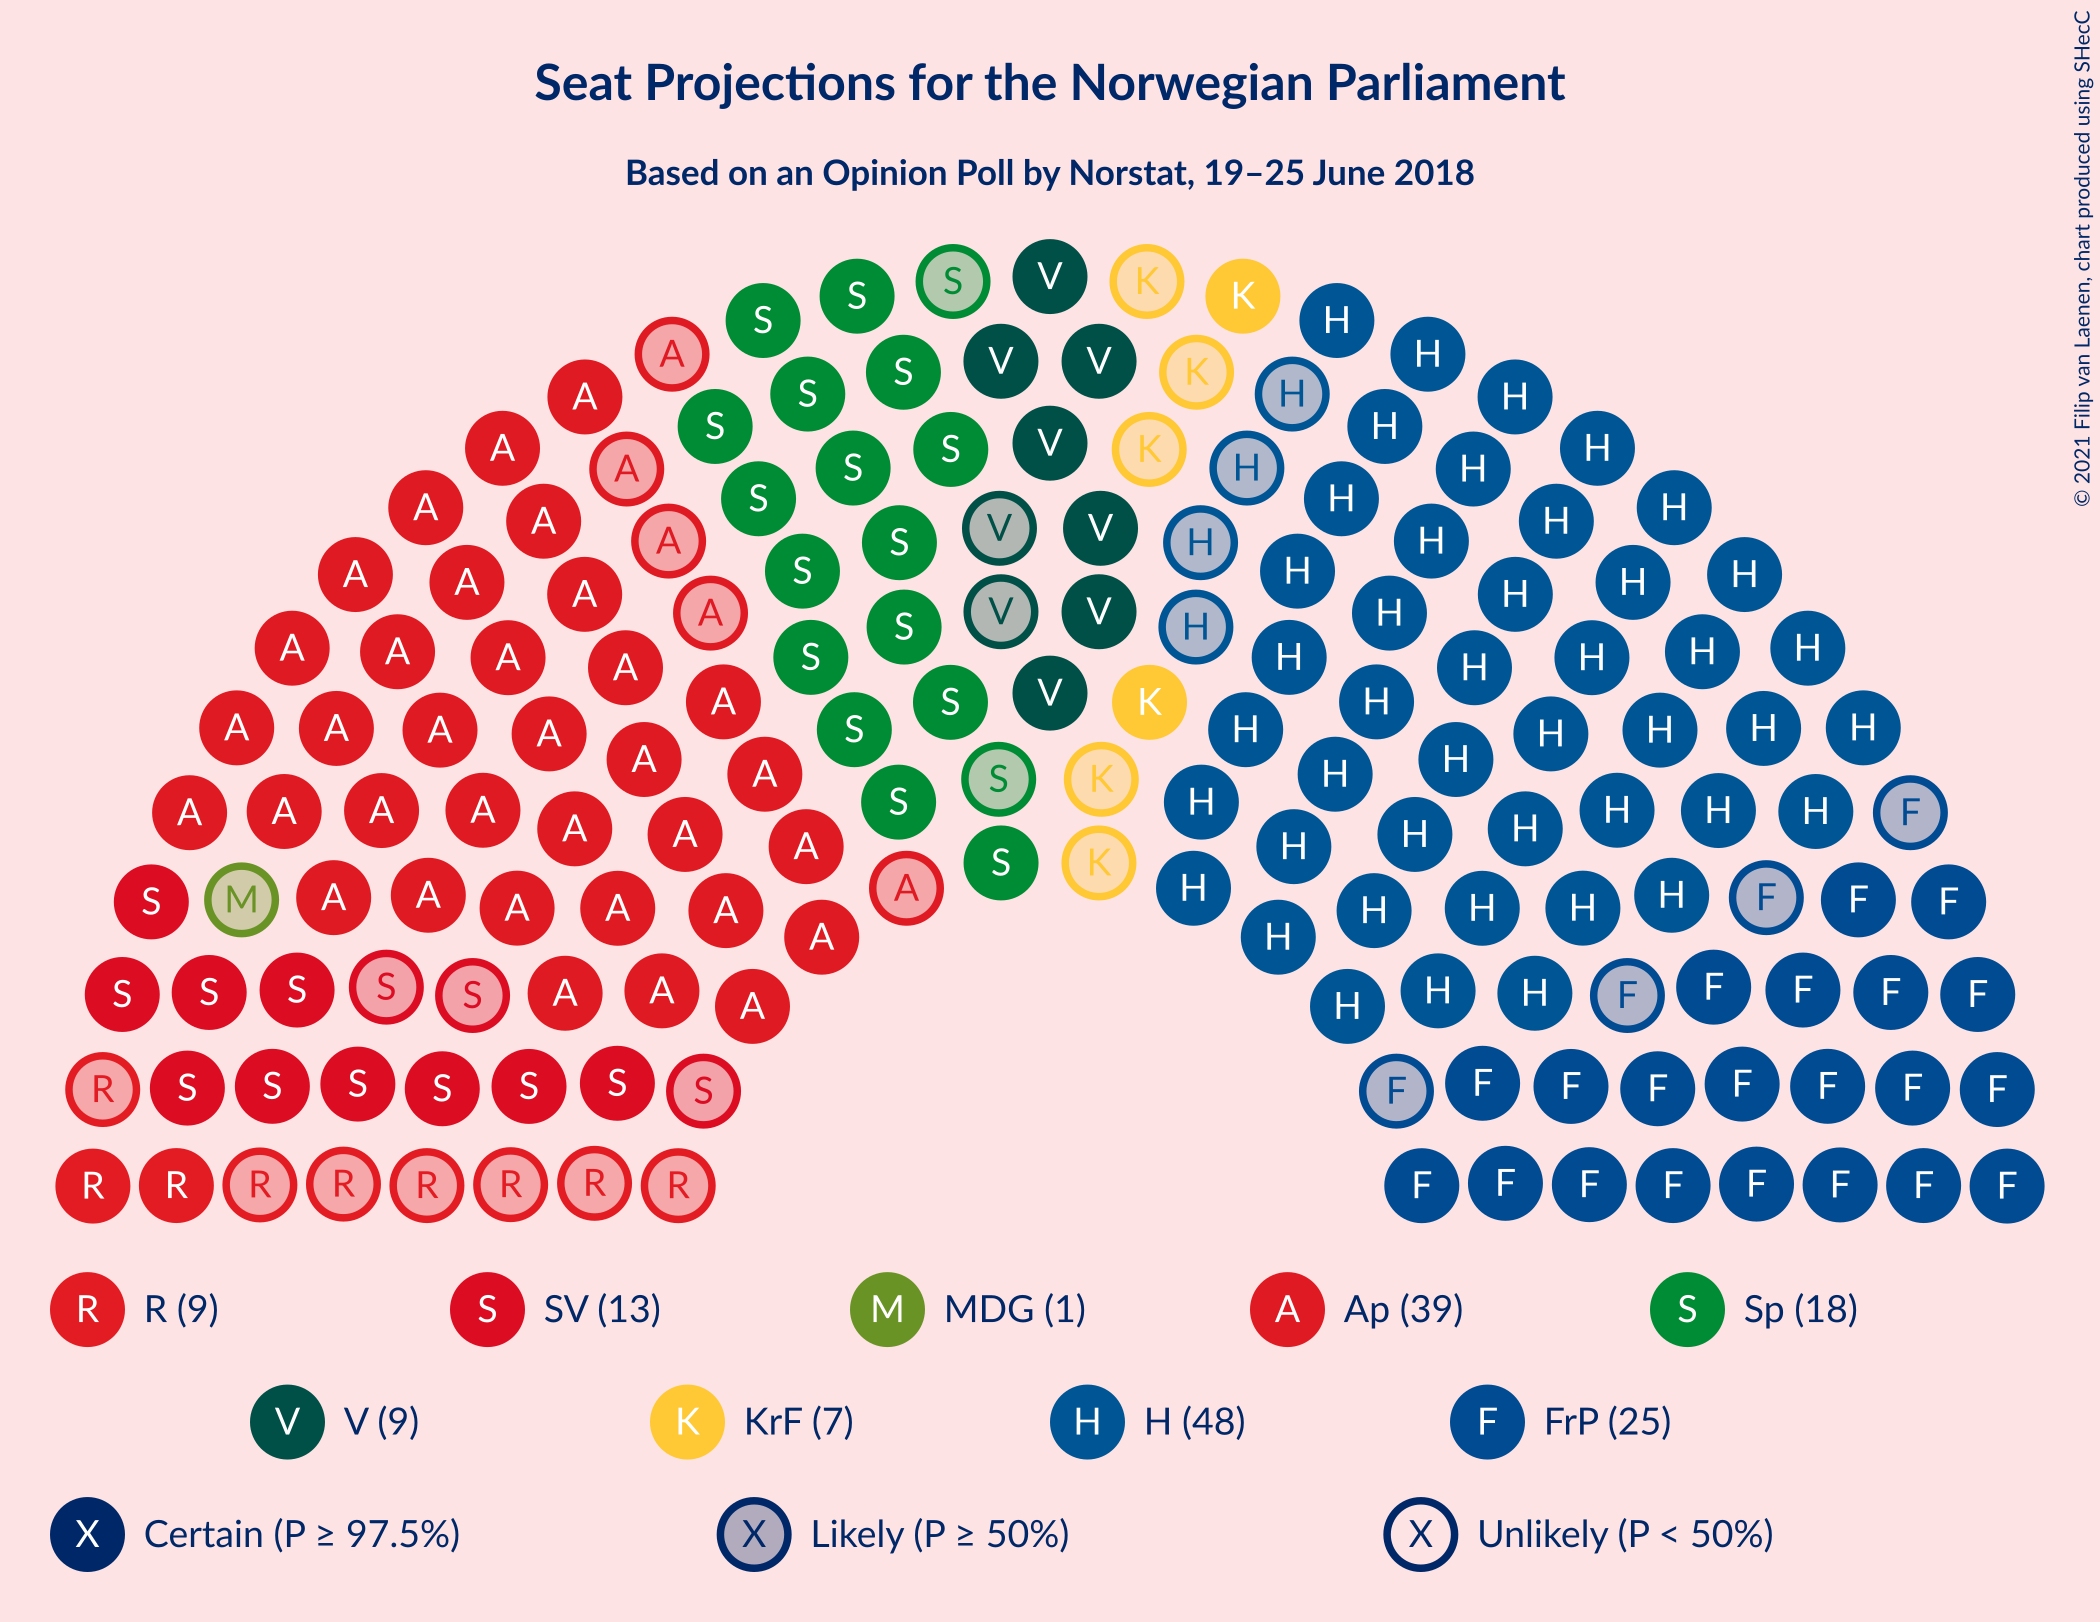 Seat Projections for the Norwegian Parliament
Based on an Opinion Poll by Norstat, 19–25 June 2018
© 2021 Filip van Laenen, chart produced using SHecC
S V K
S K
S H
A H
S V V K
A S H H
A S H H
S V K
A S H H
A A H H
A S H H
A V V H
S H
A A H H
S H
A A H H
A A H H
S V V H
A A H H
S H
A A H H
A A H H
A A H H
S V K
A H
A A A S H H H H
A A H H
A A H H
A S K H
A A A A S H H H F
A A H H
A H
S K
A A A H H F
S M A A A A H H H F F F
A H
S S S S S A A A H H H F F F F F
R S S S S S S S F F F F F F F F
R R R R R R R R F F F F F F F F
R R (9) S SV (13) M MDG (1) A Ap (39) S Sp (18)
V V (9) K KrF (7) H H (48) F FrP (25)
X Certain (P ≥ 97.5%) X Likely (P ≥ 50%) X Unlikely (P < 50%)